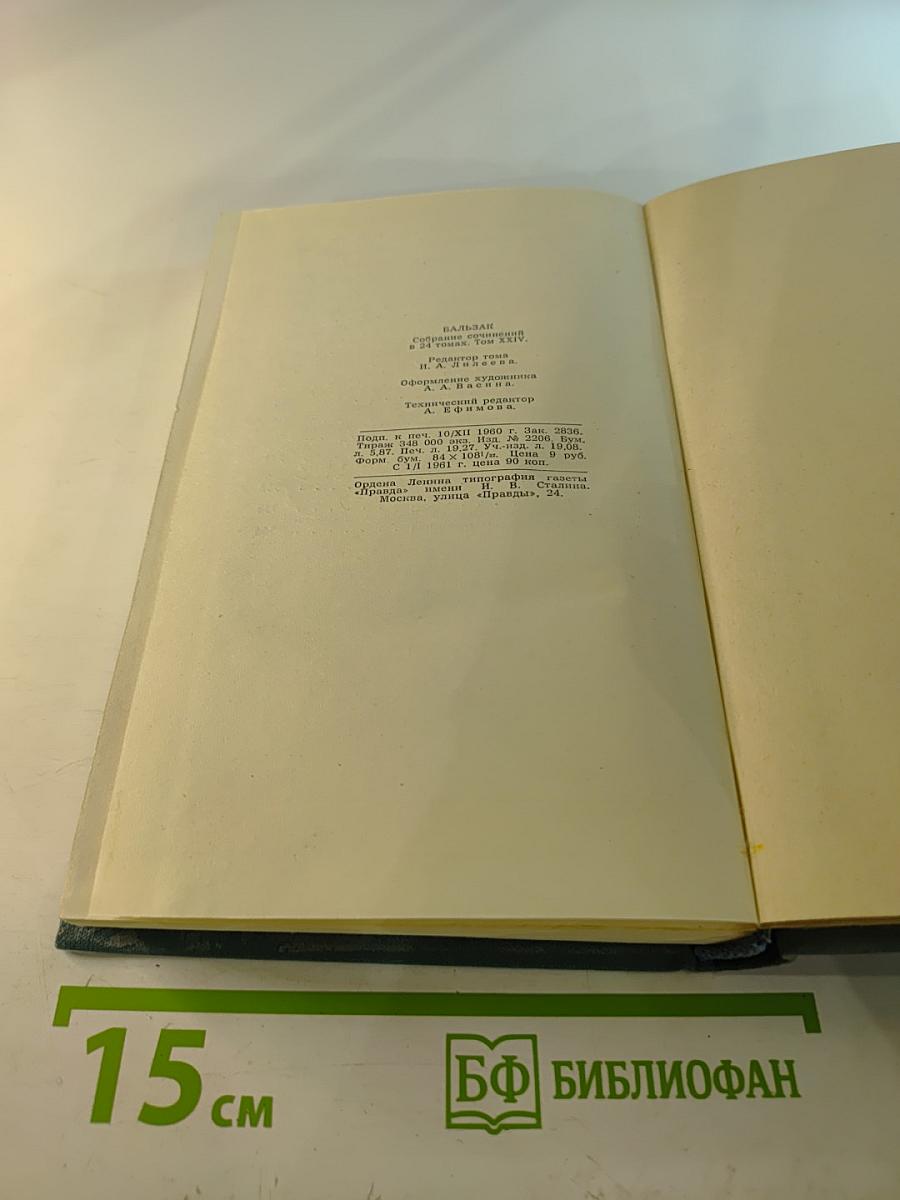 БАЛЬЗАК
Собрание сочинений
в 24 томах. Том XXIV.
Редактор тома
И. А. Лилеева.
Оформление художника
А. А. Васина.
Технический редактор
А. Ефимова.
Подп. к печ. 10/XII 1960 г. Зак. 2836.
Тираж 348 000 экз. Изд. № 2206. Бум.
л. 5,87. Печ. л. 19,27. Уч.-изд. л. 19,08.
Форм. бум. 84 × 108¹/₃₂. Цена 9 руб.
С 1/I 1961 г. цена 90 коп.
Ордена Ленина типография газеты
«Правда» имени И. В. Сталина.
Москва, улица «Правды», 24.
15 см
БФ БИБЛИОФАН